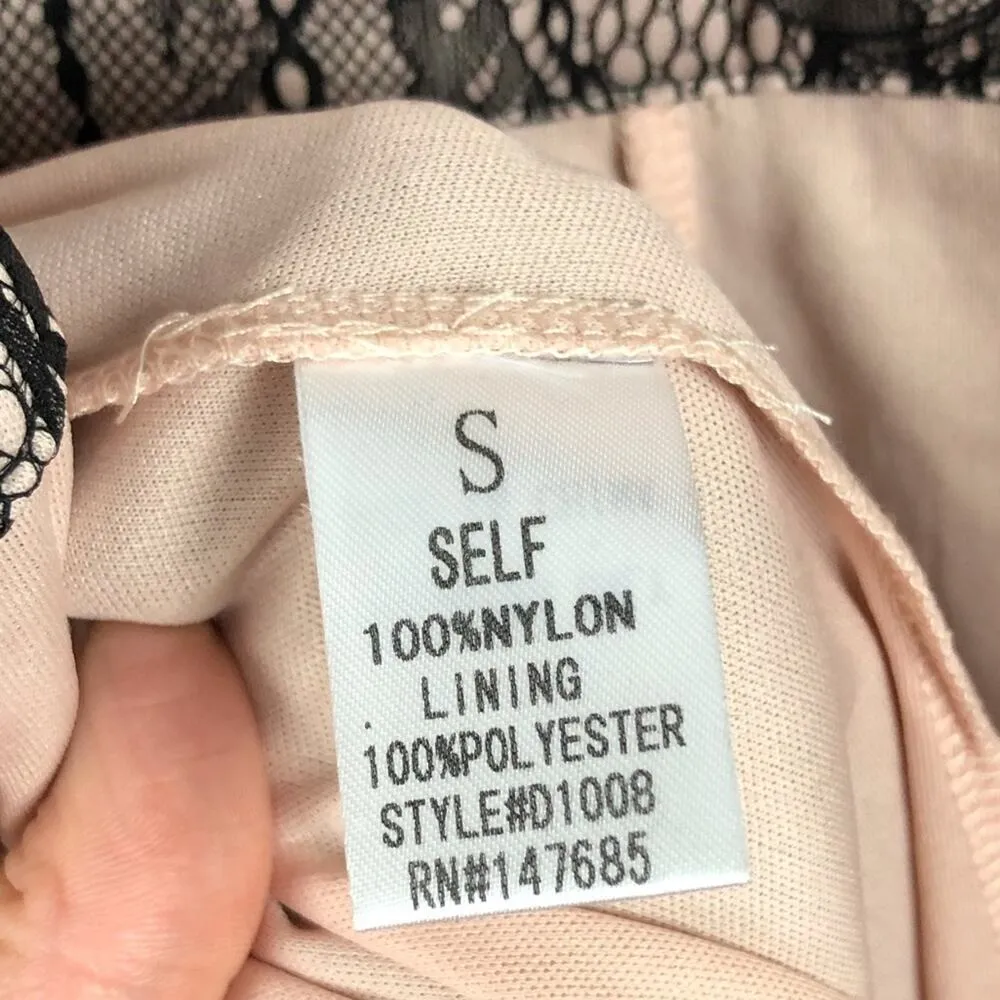 S
SELF
100%NYLON
LINING
100%POLYESTER
STYLE#D1008
RN#147685